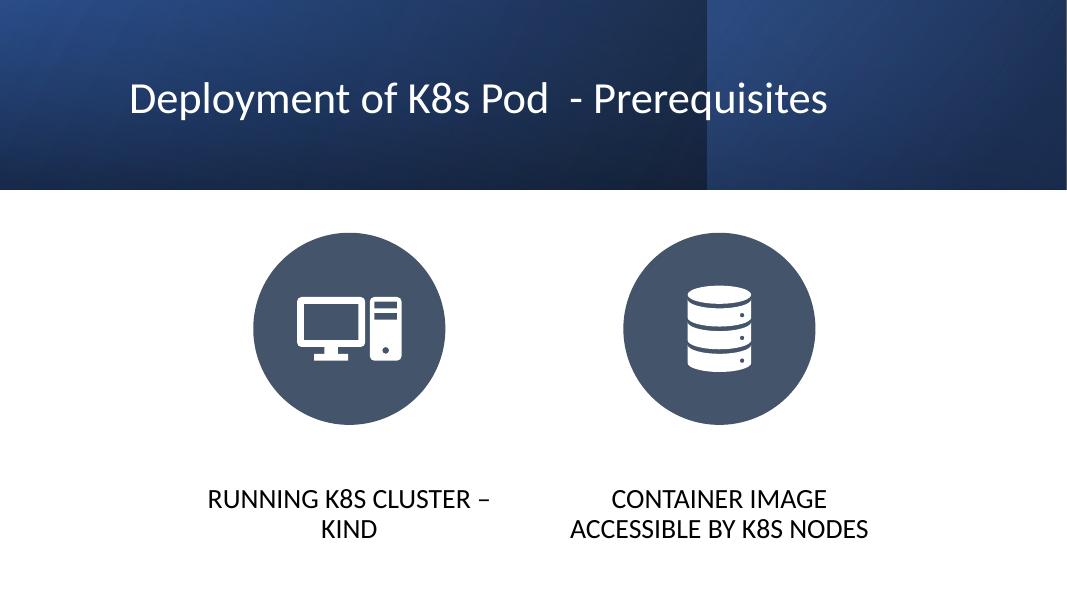 Deployment of K8s Pod  - Prerequisites
RUNNING K8S CLUSTER –
KIND
CONTAINER IMAGE
ACCESSIBLE BY K8S NODES